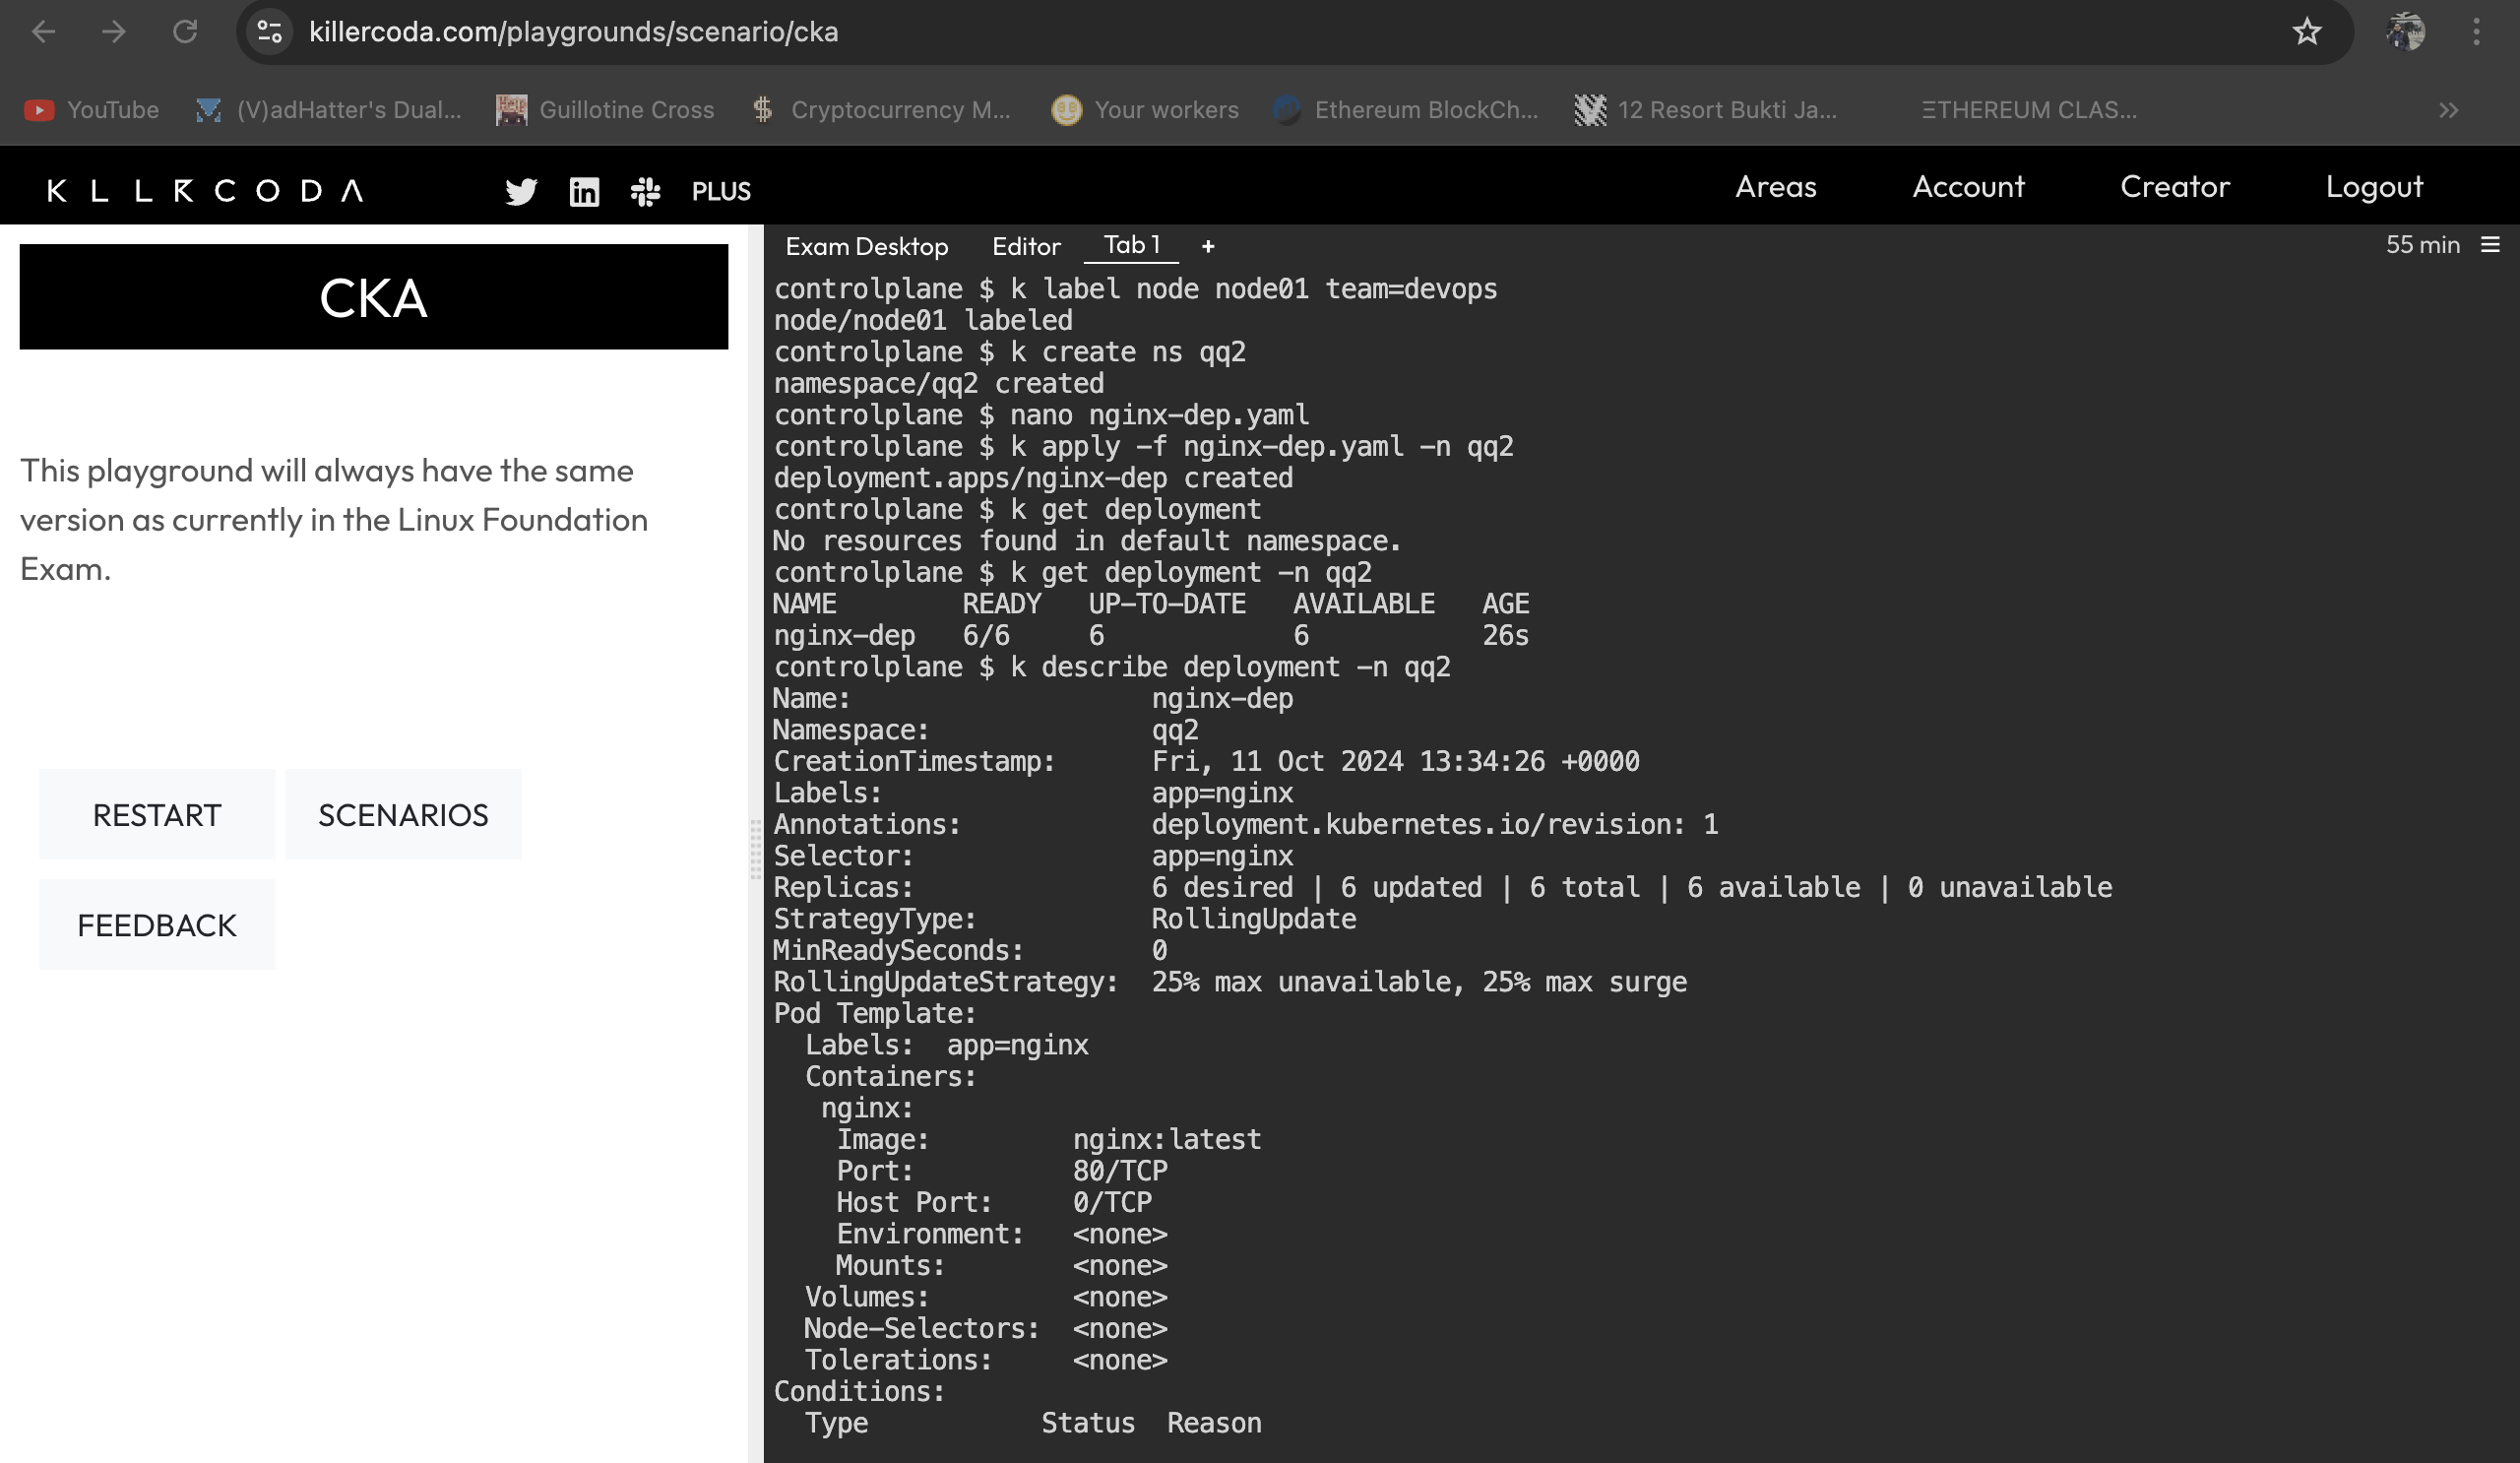 killercoda.com/playgrounds/scenario/cka
YouTube (V)adHatter's Dual... Guillotine Cross Cryptocurrency M... Your workers Ethereum BlockCh... 12 Resort Bukti Ja... ΞTHEREUM CLAS...
KLLRCODA PLUS Areas Account Creator Logout
CKA
This playground will always have the same
version as currently in the Linux Foundation
Exam.
RESTART SCENARIOS
FEEDBACK
Exam Desktop Editor Tab 1 + 55 min
controlplane $ k label node node01 team=devops
node/node01 labeled
controlplane $ k create ns qq2
namespace/qq2 created
controlplane $ nano nginx-dep.yaml
controlplane $ k apply -f nginx-dep.yaml -n qq2
deployment.apps/nginx-dep created
controlplane $ k get deployment
No resources found in default namespace.
controlplane $ k get deployment -n qq2
NAME READY UP-TO-DATE AVAILABLE AGE
nginx-dep 6/6 6 6 26s
controlplane $ k describe deployment -n qq2
Name: nginx-dep
Namespace: qq2
CreationTimestamp: Fri, 11 Oct 2024 13:34:26 +0000
Labels: app=nginx
Annotations: deployment.kubernetes.io/revision: 1
Selector: app=nginx
Replicas: 6 desired | 6 updated | 6 total | 6 available | 0 unavailable
StrategyType: RollingUpdate
MinReadySeconds: 0
RollingUpdateStrategy: 25% max unavailable, 25% max surge
Pod Template:
Labels: app=nginx
Containers:
nginx:
Image: nginx:latest
Port: 80/TCP
Host Port: 0/TCP
Environment: <none>
Mounts: <none>
Volumes: <none>
Node-Selectors: <none>
Tolerations: <none>
Conditions:
Type Status Reason